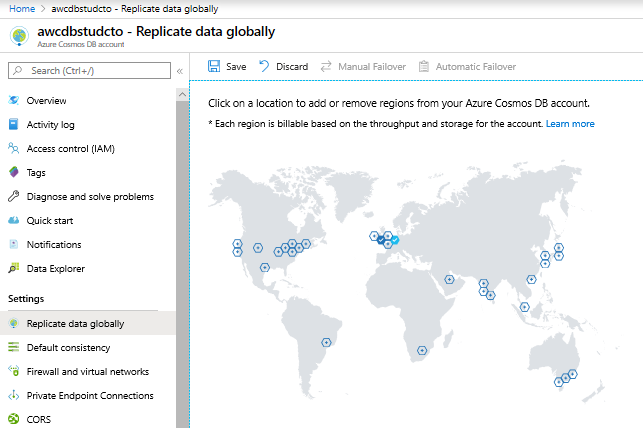 Home > awcdbstudcto - Replicate data globally
awcdbstudcto - Replicate data globally
Azure Cosmos DB account
Search (Ctrl+/)
«
Overview
Activity log
Access control (IAM)
Tags
Diagnose and solve problems
Quick start
Notifications
Data Explorer
Settings
Replicate data globally
Default consistency
Firewall and virtual networks
Private Endpoint Connections
CORS
Save Discard Manual Failover Automatic Failover
Click on a location to add or remove regions from your Azure Cosmos DB account.
* Each region is billable based on the throughput and storage for the account. Learn more